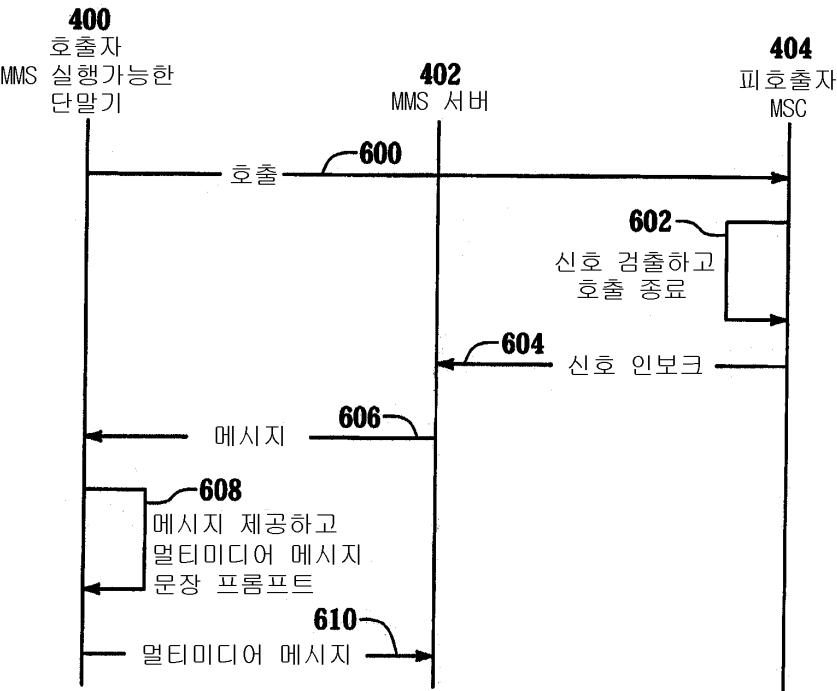 400
호출자
MMS 실행가능한
단말기
402
MMS 서버
404
피호출자
MSC
600
호출
602
신호 검출하고
호출 종료
604
신호 인보크
606
메시지
608
메시지 제공하고
멀티미디어 메시지
문장 프롬프트
610
멀티미디어 메시지